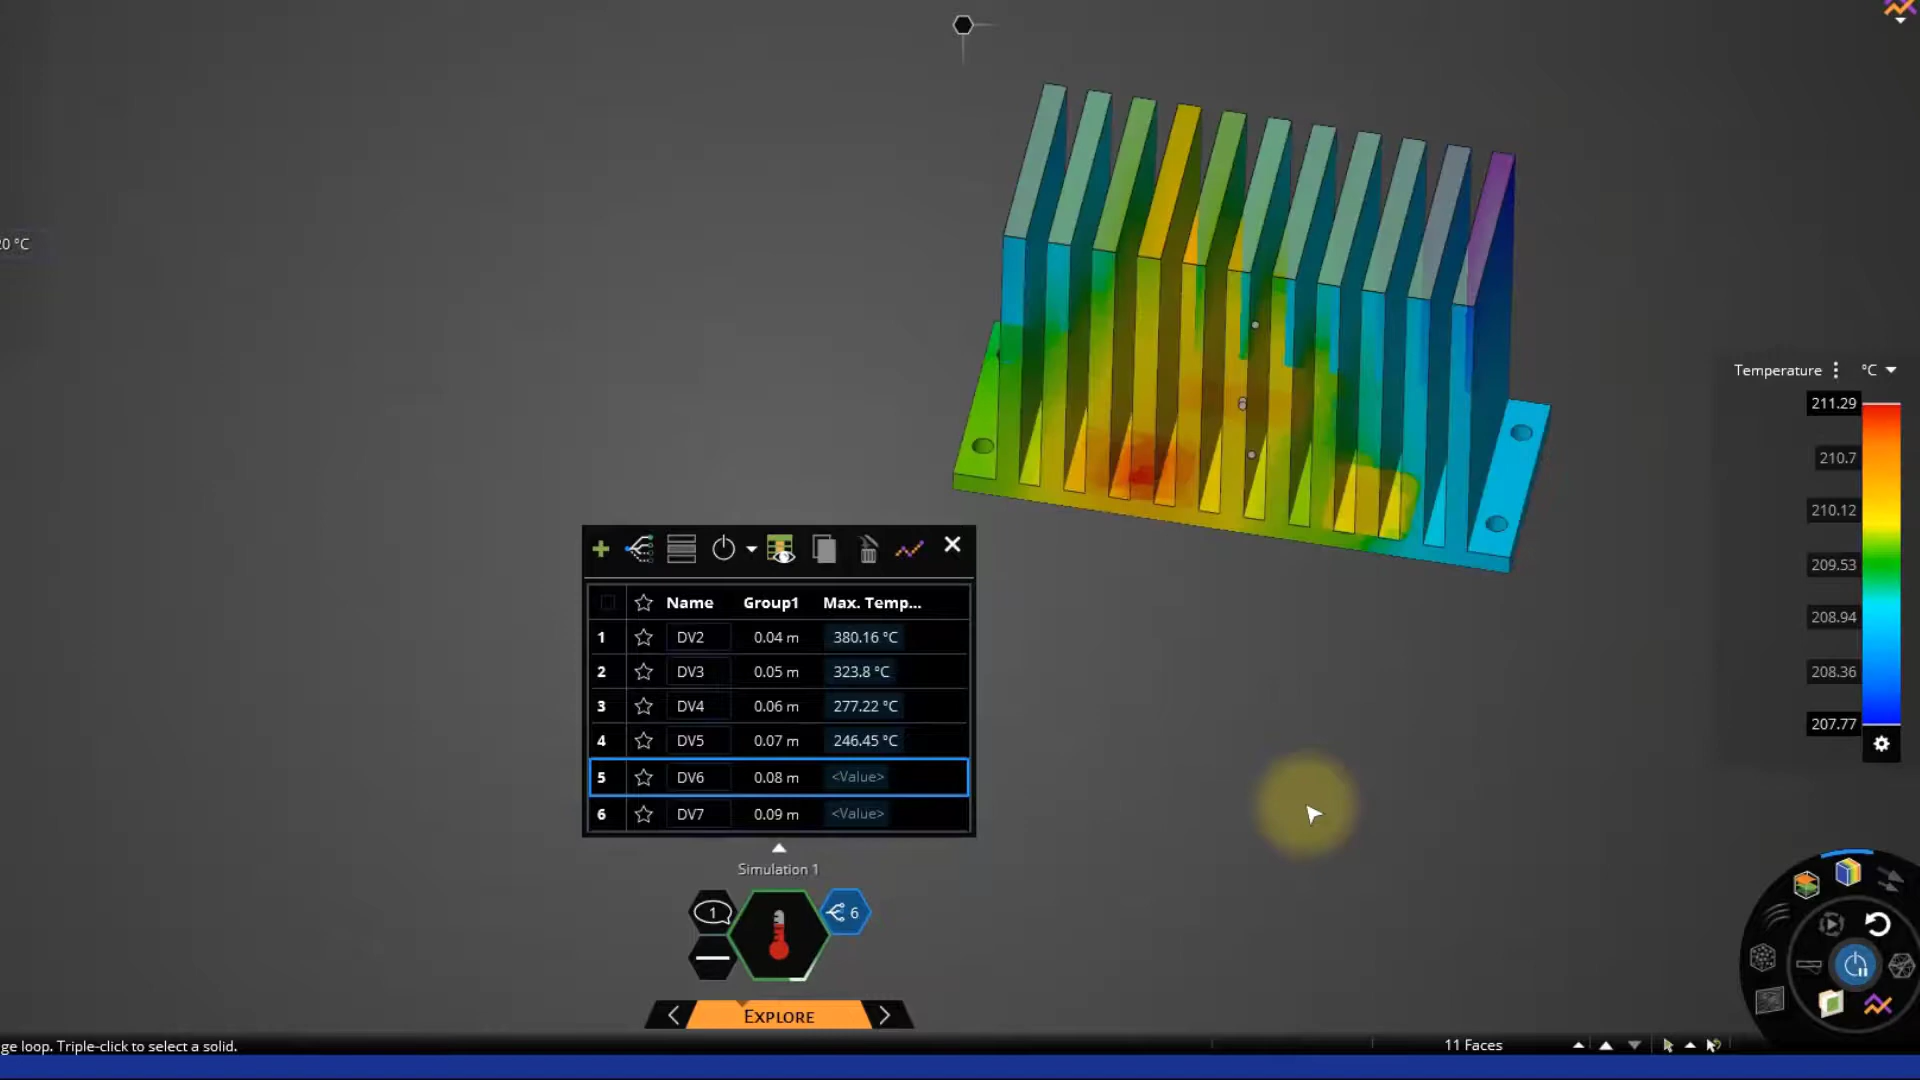 20 °C
Temperature °C
211.29
210.7
210.12
209.53
208.94
208.36
207.77
Name Group1 Max. Temp...
1 DV2 0.04 m 380.16 °C
2 DV3 0.05 m 323.8 °C
3 DV4 0.06 m 277.22 °C
4 DV5 0.07 m 246.45 °C
5 DV6 0.08 m <Value>
6 DV7 0.09 m <Value>
Simulation 1
1
6
EXPLORE
ge loop. Triple-click to select a solid.
11 Faces